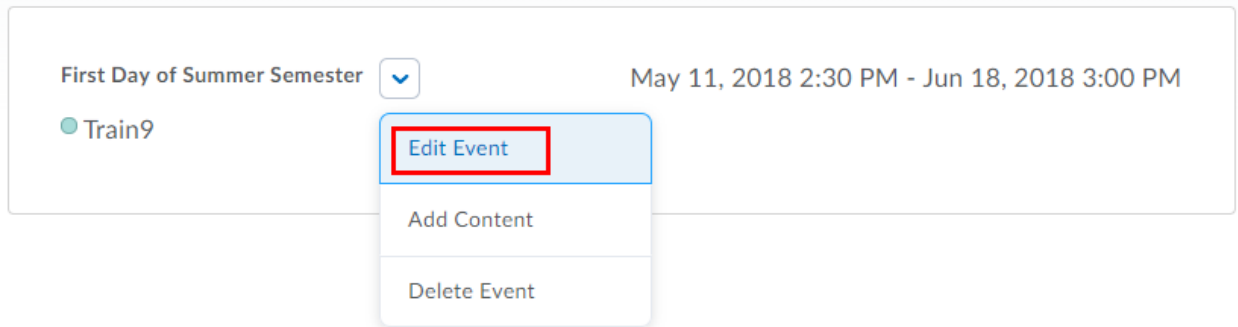 First Day of Summer Semester
May 11, 2018 2:30 PM - Jun 18, 2018 3:00 PM
Train9
Edit Event
Add Content
Delete Event